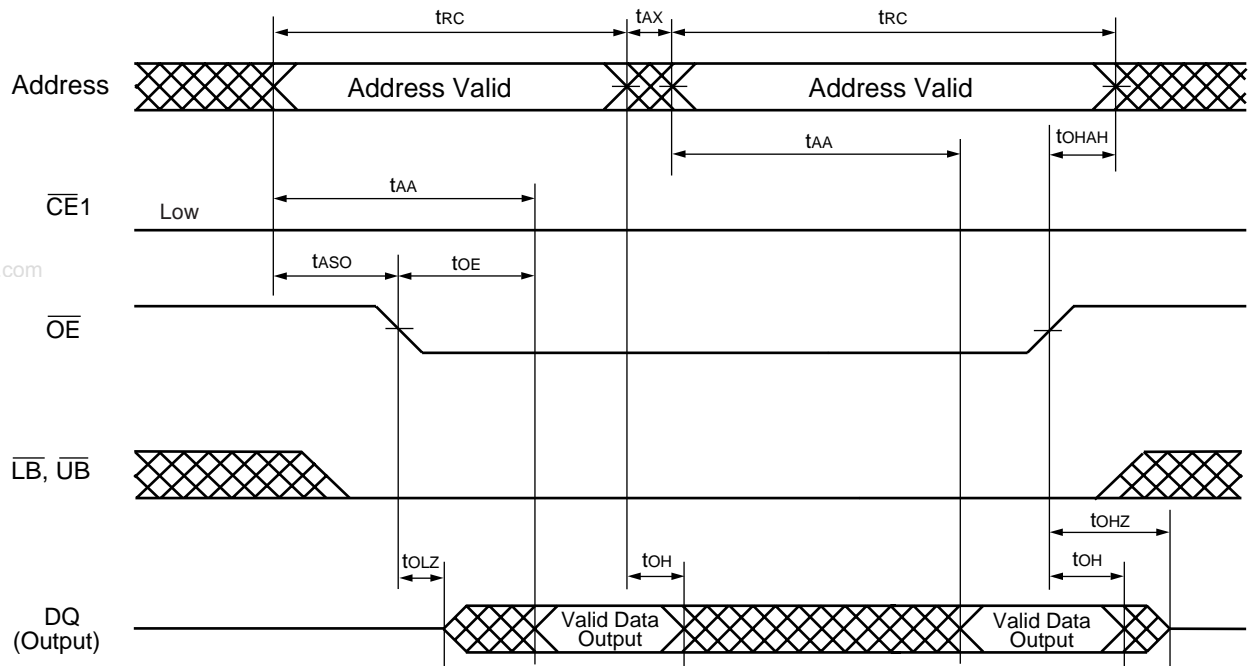 tRC tAX tRC
Address Address Valid Address Valid
tOHAH
tAA
tAA
CE1 Low
tASO tOE
com
OE
LB, UB
tOHZ
tOLZ tOH tOH
DQ
(Output)
Valid Data
Output
Valid Data
Output